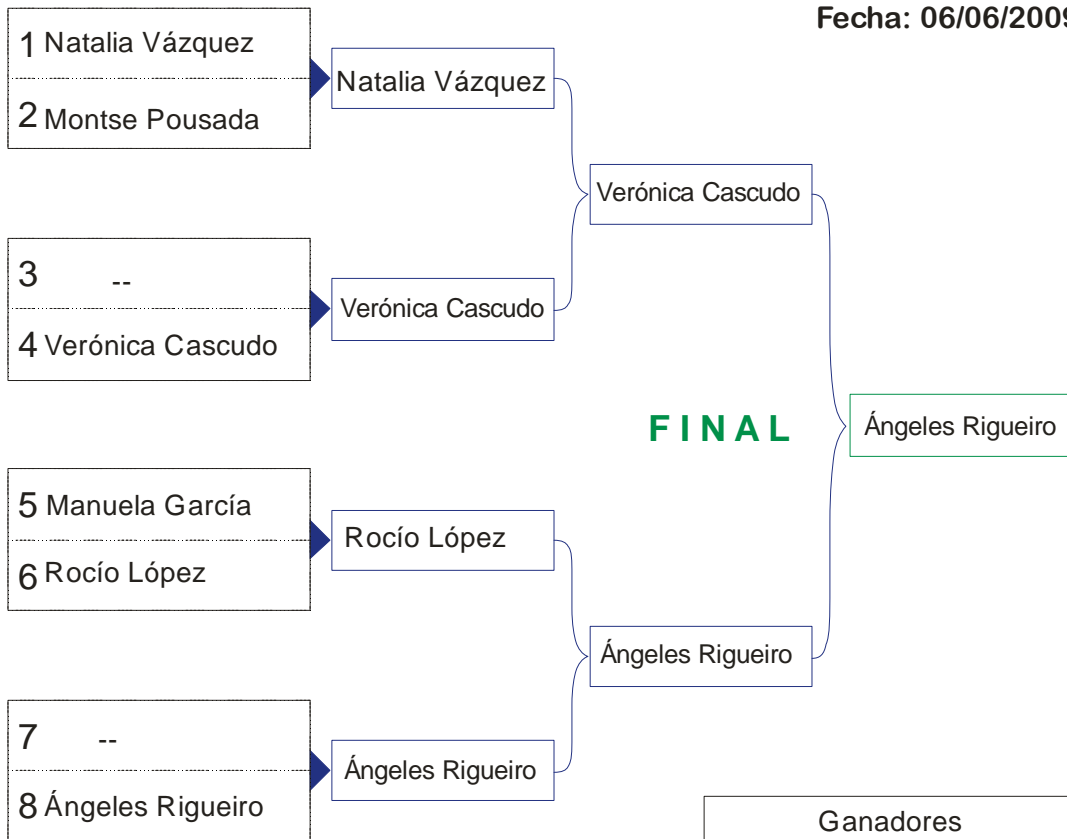 Fecha: 06/06/2009
1 Natalia Vázquez
2 Montse Pousada
Natalia Vázquez
Verónica Cascudo
3 --
4 Verónica Cascudo
Verónica Cascudo
FINAL
Ángeles Rigueiro
5 Manuela García
6 Rocío López
Rocío López
Ángeles Rigueiro
7 --
8 Ángeles Rigueiro
Ángeles Rigueiro
Ganadores